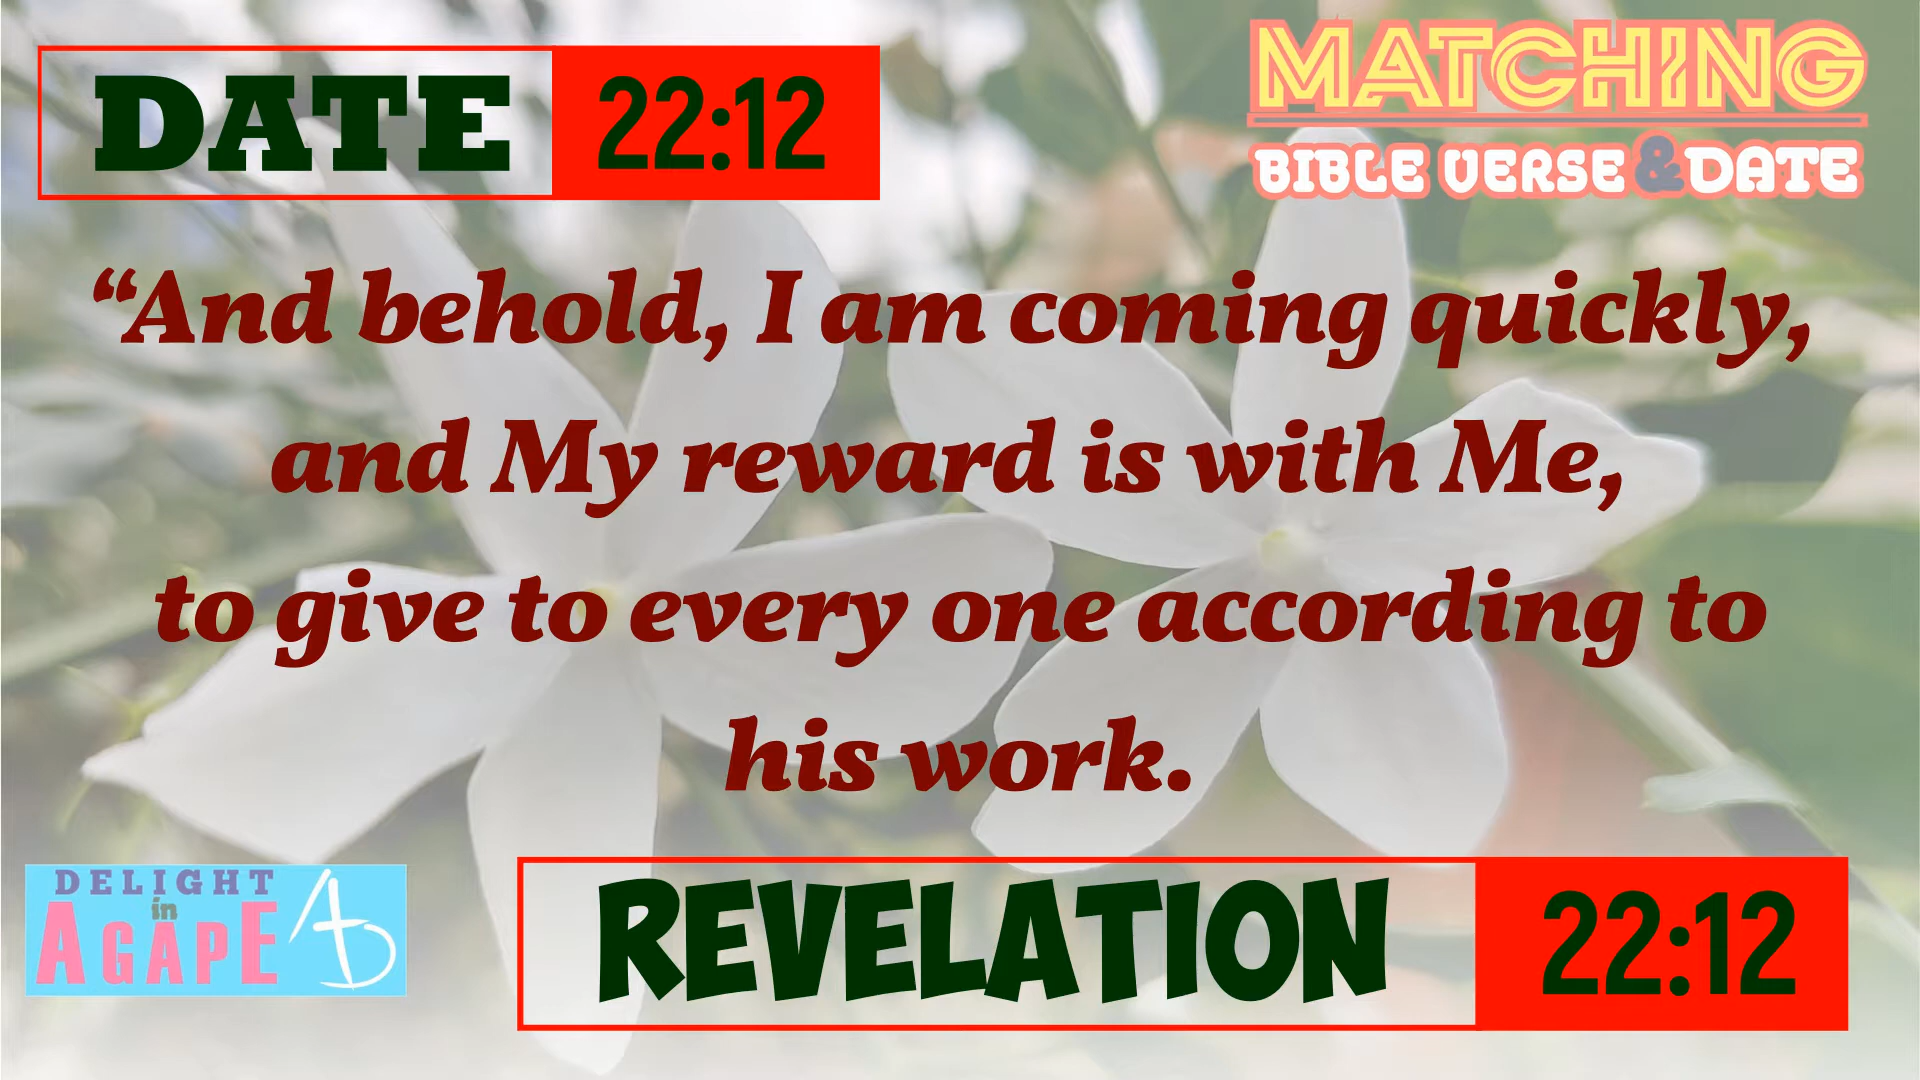 DATE 22:12
MATCHING
BIBLE VERSE & DATE
“And behold, I am coming quickly,
and My reward is with Me,
to give to every one according to
his work.
DELIGHT
in
AGAPE
REVELATION 22:12